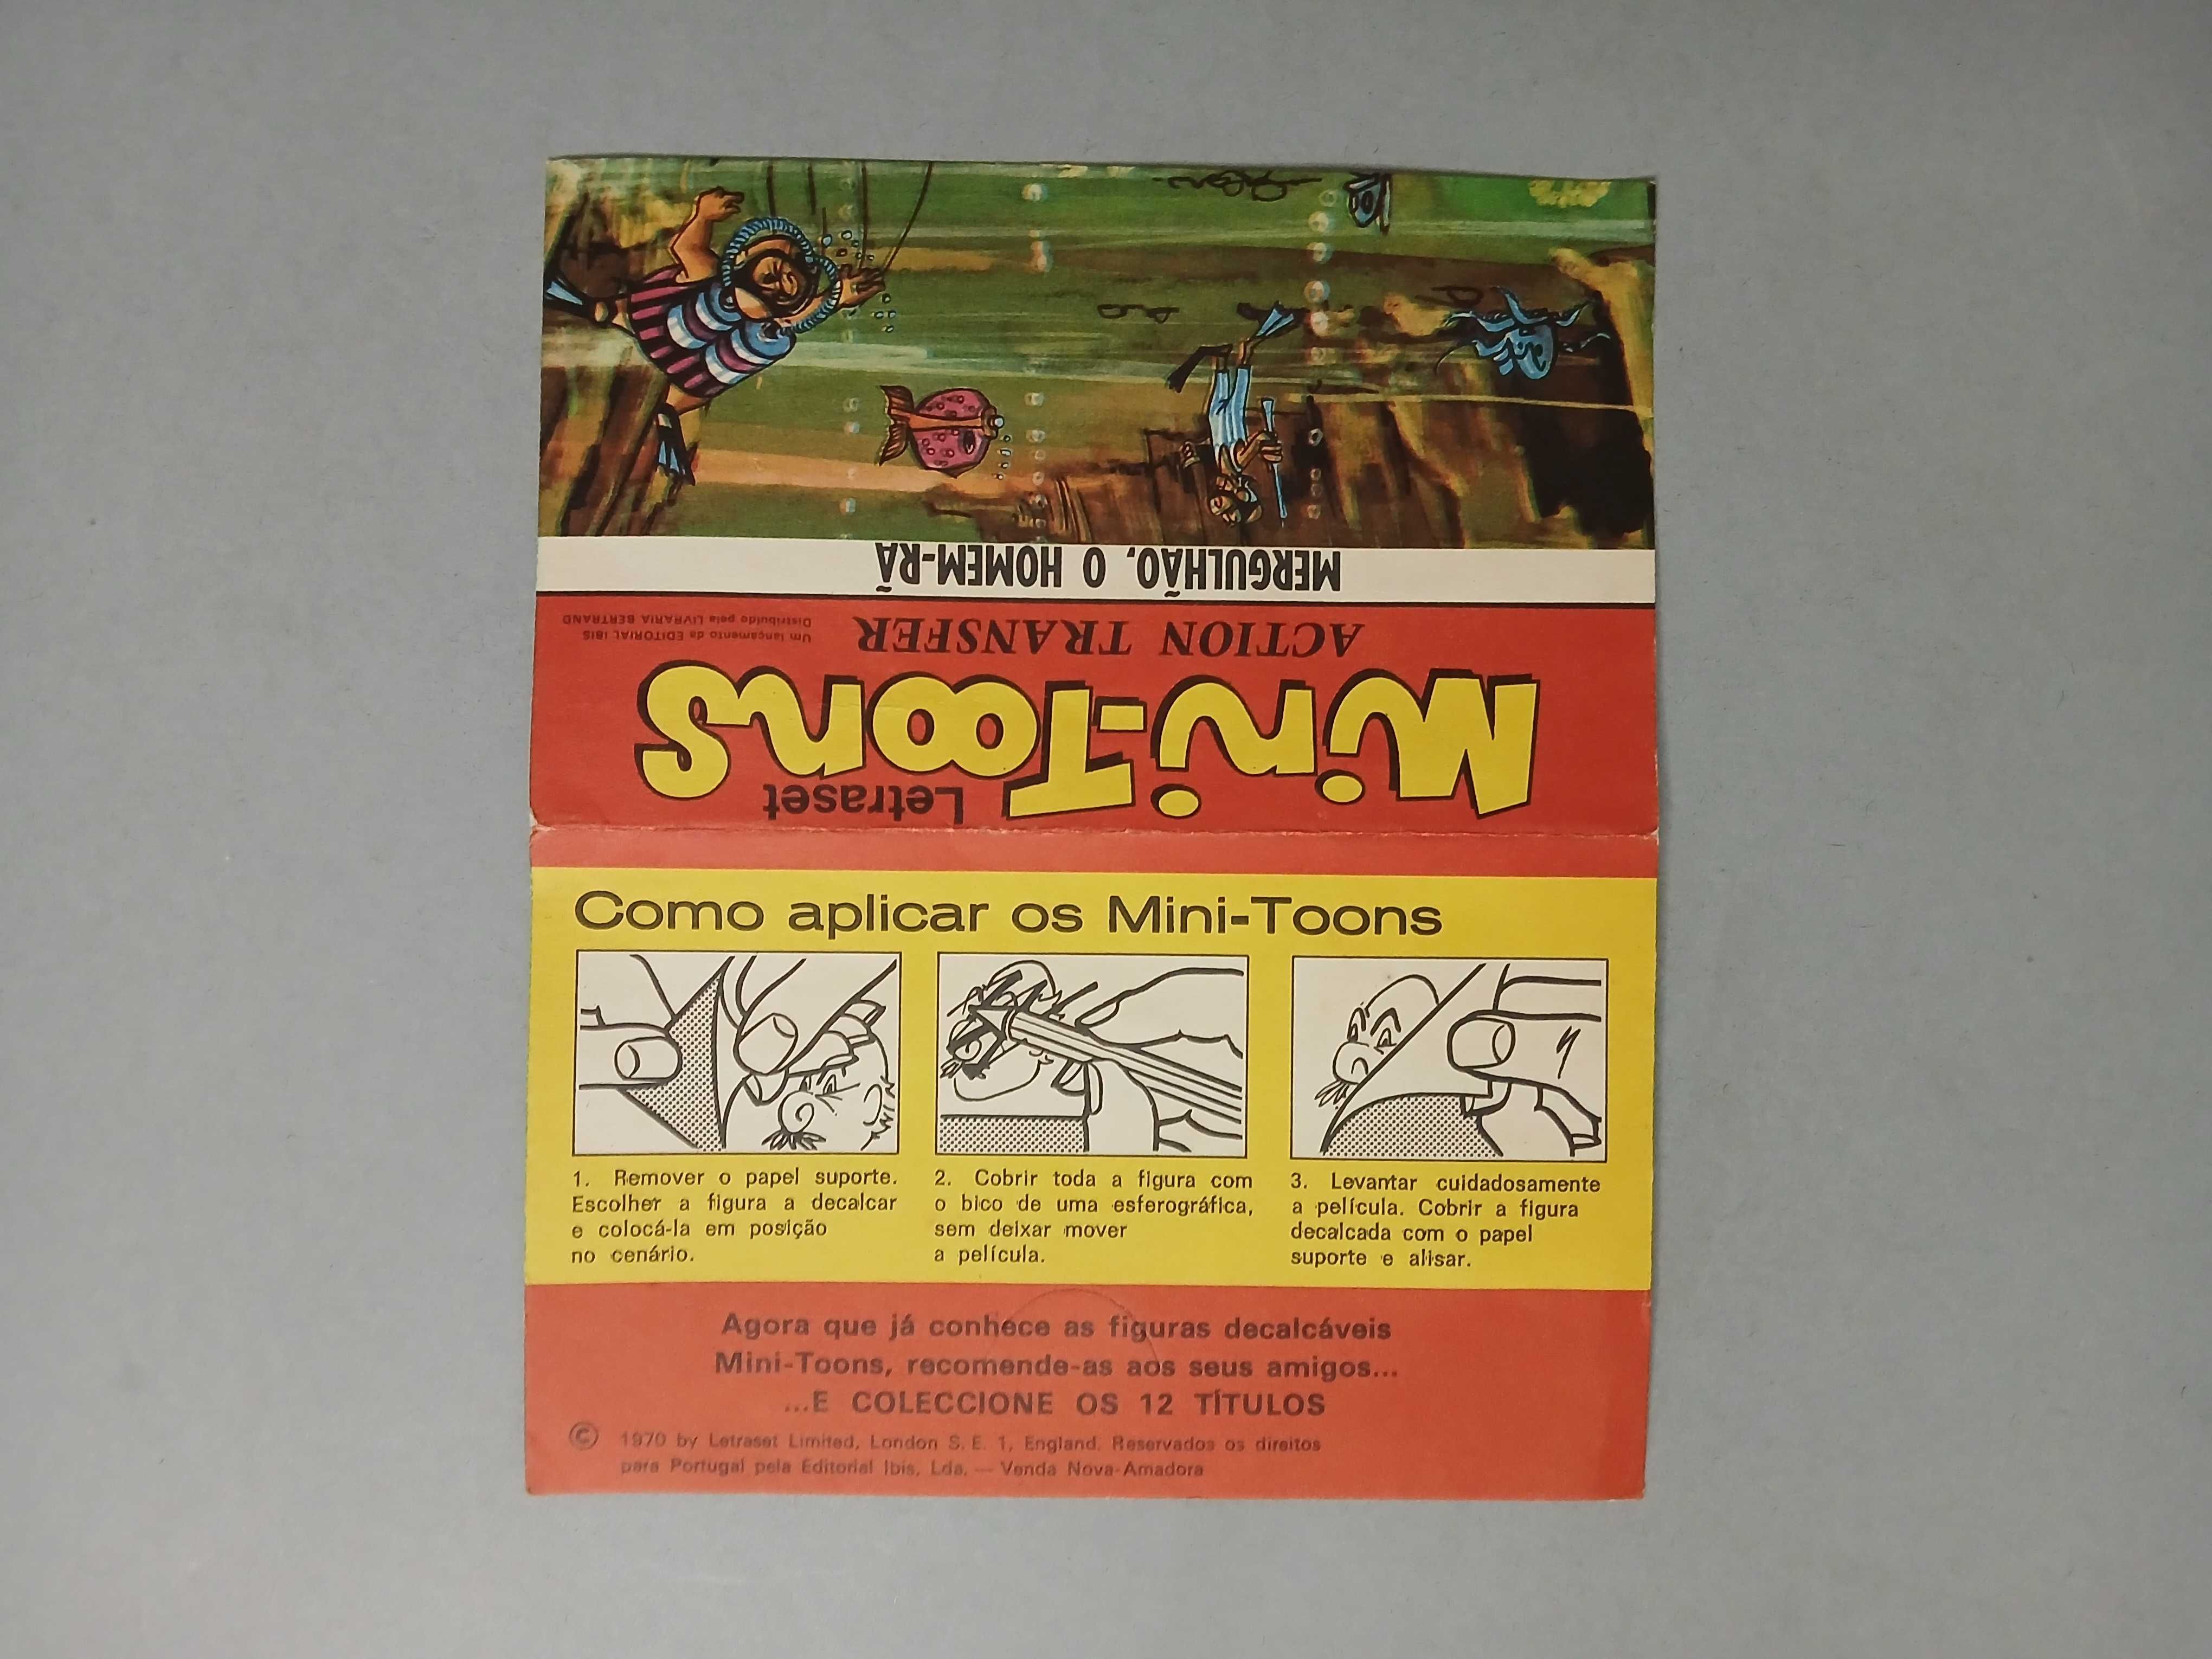 Letraset
Mini-Toons
ACTION TRANSFER
Um lançamento da EDITORIAL IBIS
Distribuído pela LIVRARIA BERTRAND
MERGULHÃO, O HOMEM-RÃ
Como aplicar os Mini-Toons
1. Remover o papel suporte.
Escolher a figura a decalcar
e colocá-la em posição
no cenário.
2. Cobrir toda a figura com
o bico de uma esferográfica,
sem deixar mover
a película.
3. Levantar cuidadosamente
a película. Cobrir a figura
decalcada com o papel
suporte e alisar.
Agora que já conhece as figuras decalcáveis
Mini-Toons, recomende-as aos seus amigos...
...E COLECCIONE OS 12 TÍTULOS
© 1970 by Letraset Limited, London S. E. 1, England. Reservados os direitos
para Portugal pela Editorial Ibis, Lda. — Venda Nova-Amadora